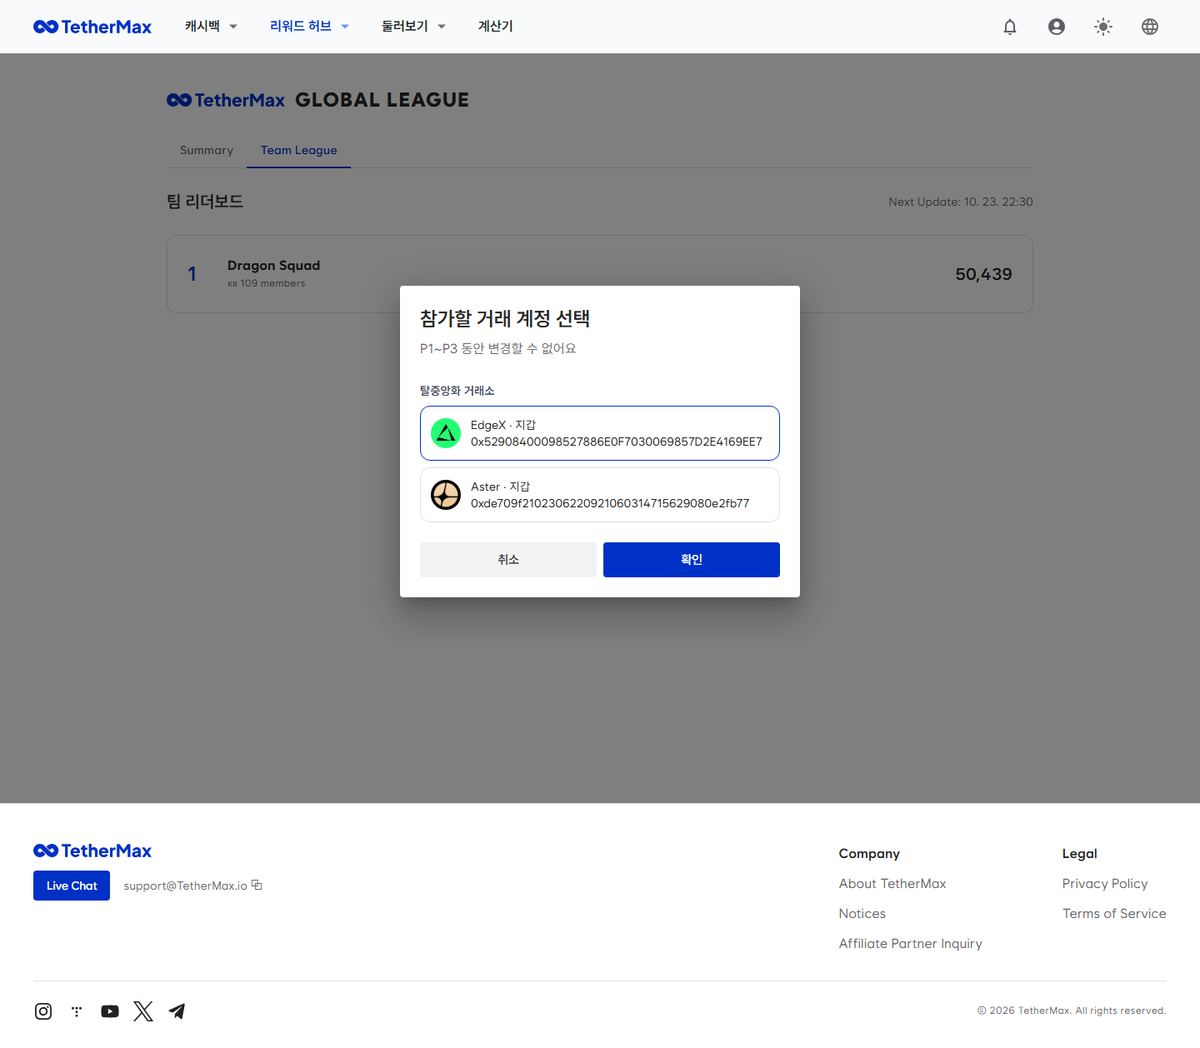 TetherMax
캐시백
리워드 허브
둘러보기
계산기
TetherMax GLOBAL LEAGUE
Summary
Team League
팀 리더보드
Next Update: 10. 23. 22:30
1
Dragon Squad
KR 109 members
50,439
참가할 거래 계정 선택
P1~P3 동안 변경할 수 없어요
탈중앙화 거래소
EdgeX · 지갑
0x52908400098527886E0F7030069857D2E4169EE7
Aster · 지갑
0xde709f2102306220921060314715629080e2fb77
취소
확인
TetherMax
Live Chat
support@TetherMax.io
Company
About TetherMax
Notices
Affiliate Partner Inquiry
Legal
Privacy Policy
Terms of Service
© 2026 TetherMax. All rights reserved.